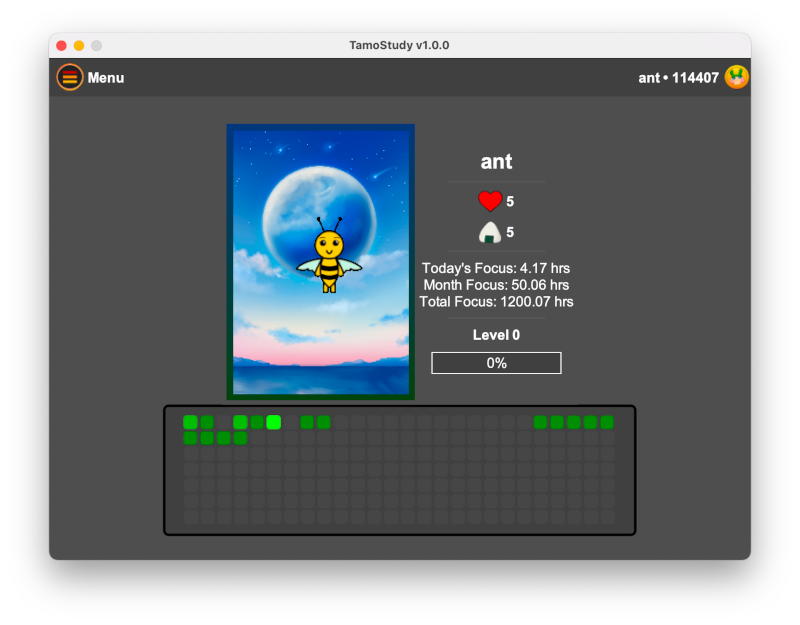 TamoStudy v1.0.0
Menu
ant • 114407
ant
5
5
Today's Focus: 4.17 hrs
Month Focus: 50.06 hrs
Total Focus: 1200.07 hrs
Level 0
0%